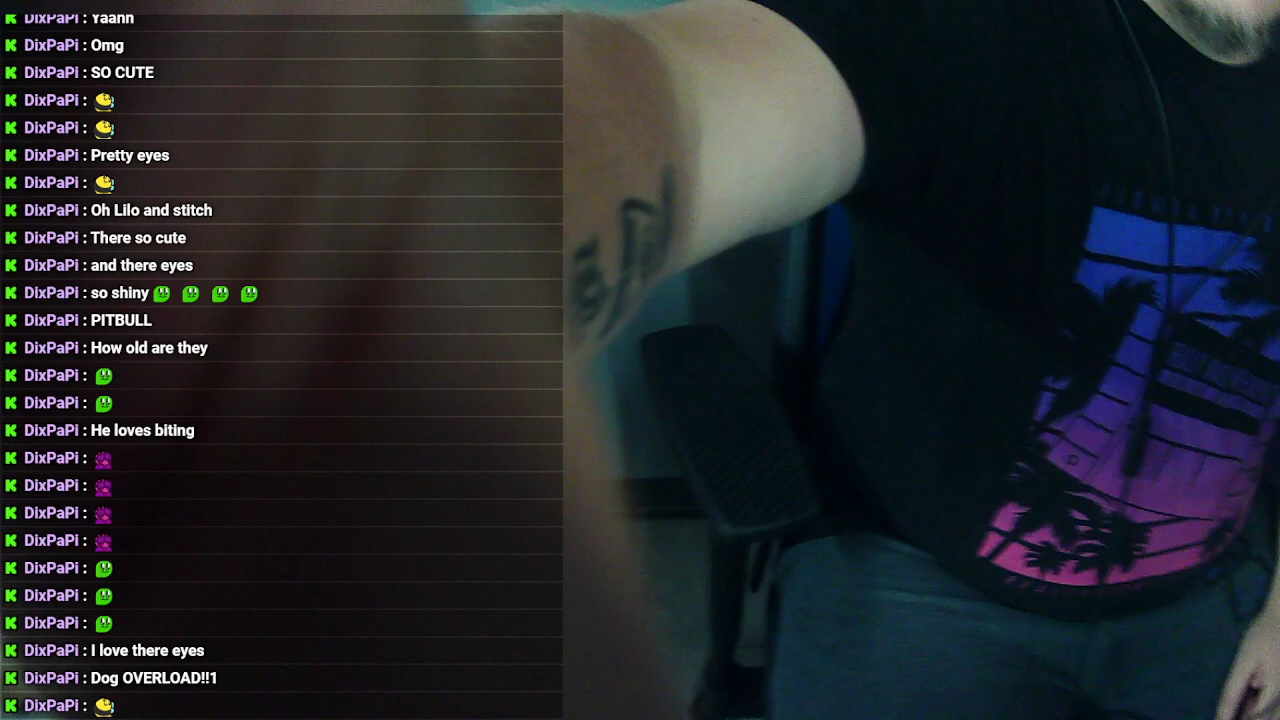 DixPaPi : Yaann
DixPaPi : Omg
DixPaPi : SO CUTE
DixPaPi :
DixPaPi :
DixPaPi : Pretty eyes
DixPaPi :
DixPaPi : Oh Lilo and stitch
DixPaPi : There so cute
DixPaPi : and there eyes
DixPaPi : so shiny
DixPaPi : PITBULL
DixPaPi : How old are they
DixPaPi :
DixPaPi :
DixPaPi : He loves biting
DixPaPi :
DixPaPi :
DixPaPi :
DixPaPi :
DixPaPi :
DixPaPi :
DixPaPi :
DixPaPi : I love there eyes
DixPaPi : Dog OVERLOAD!!1
DixPaPi :